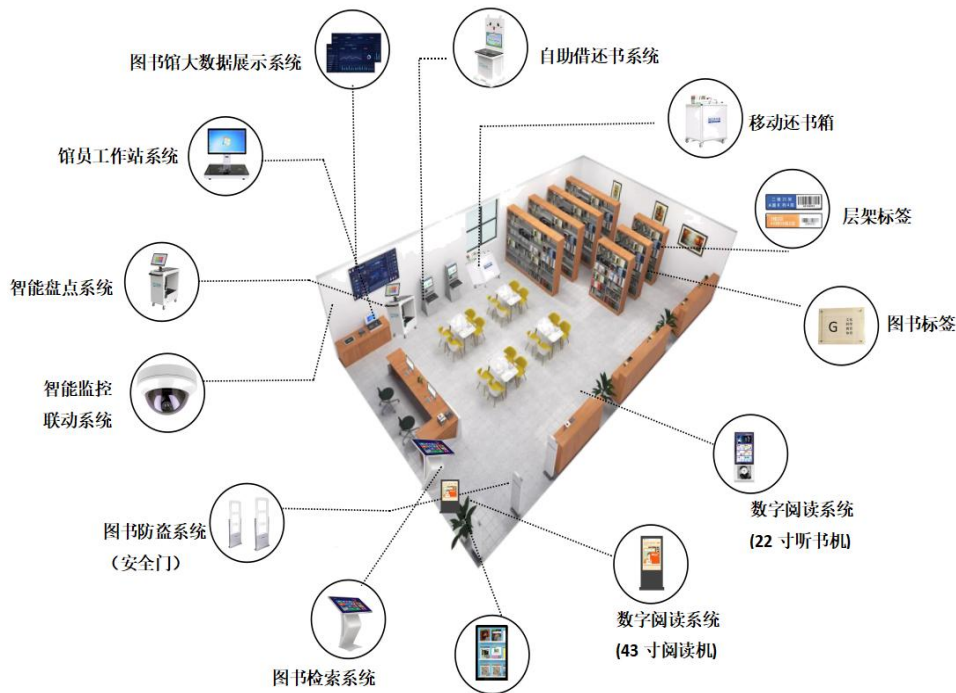 图书馆大数据展示系统
自助借还书系统
移动还书箱
馆员工作站系统
层架标签
智能盘点系统
图书标签
G
智能监控
联动系统
数字阅读系统
(22 寸听书机)
图书防盗系统
（安全门）
数字阅读系统
(43 寸阅读机)
图书检索系统